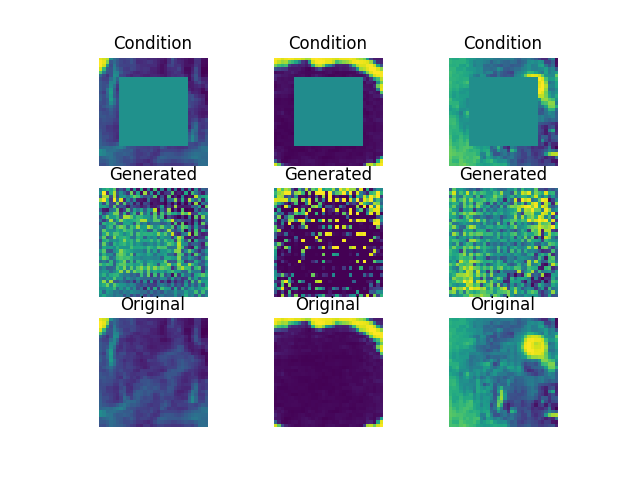 Condition Condition Condition
Generated Generated Generated
Original Original Original